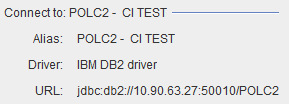 Connect to: POLC2 - CI TEST
Alias: POLC2 - CI TEST
Driver: IBM DB2 driver
URL: jdbc:db2://10.90.63.27:50010/POLC2